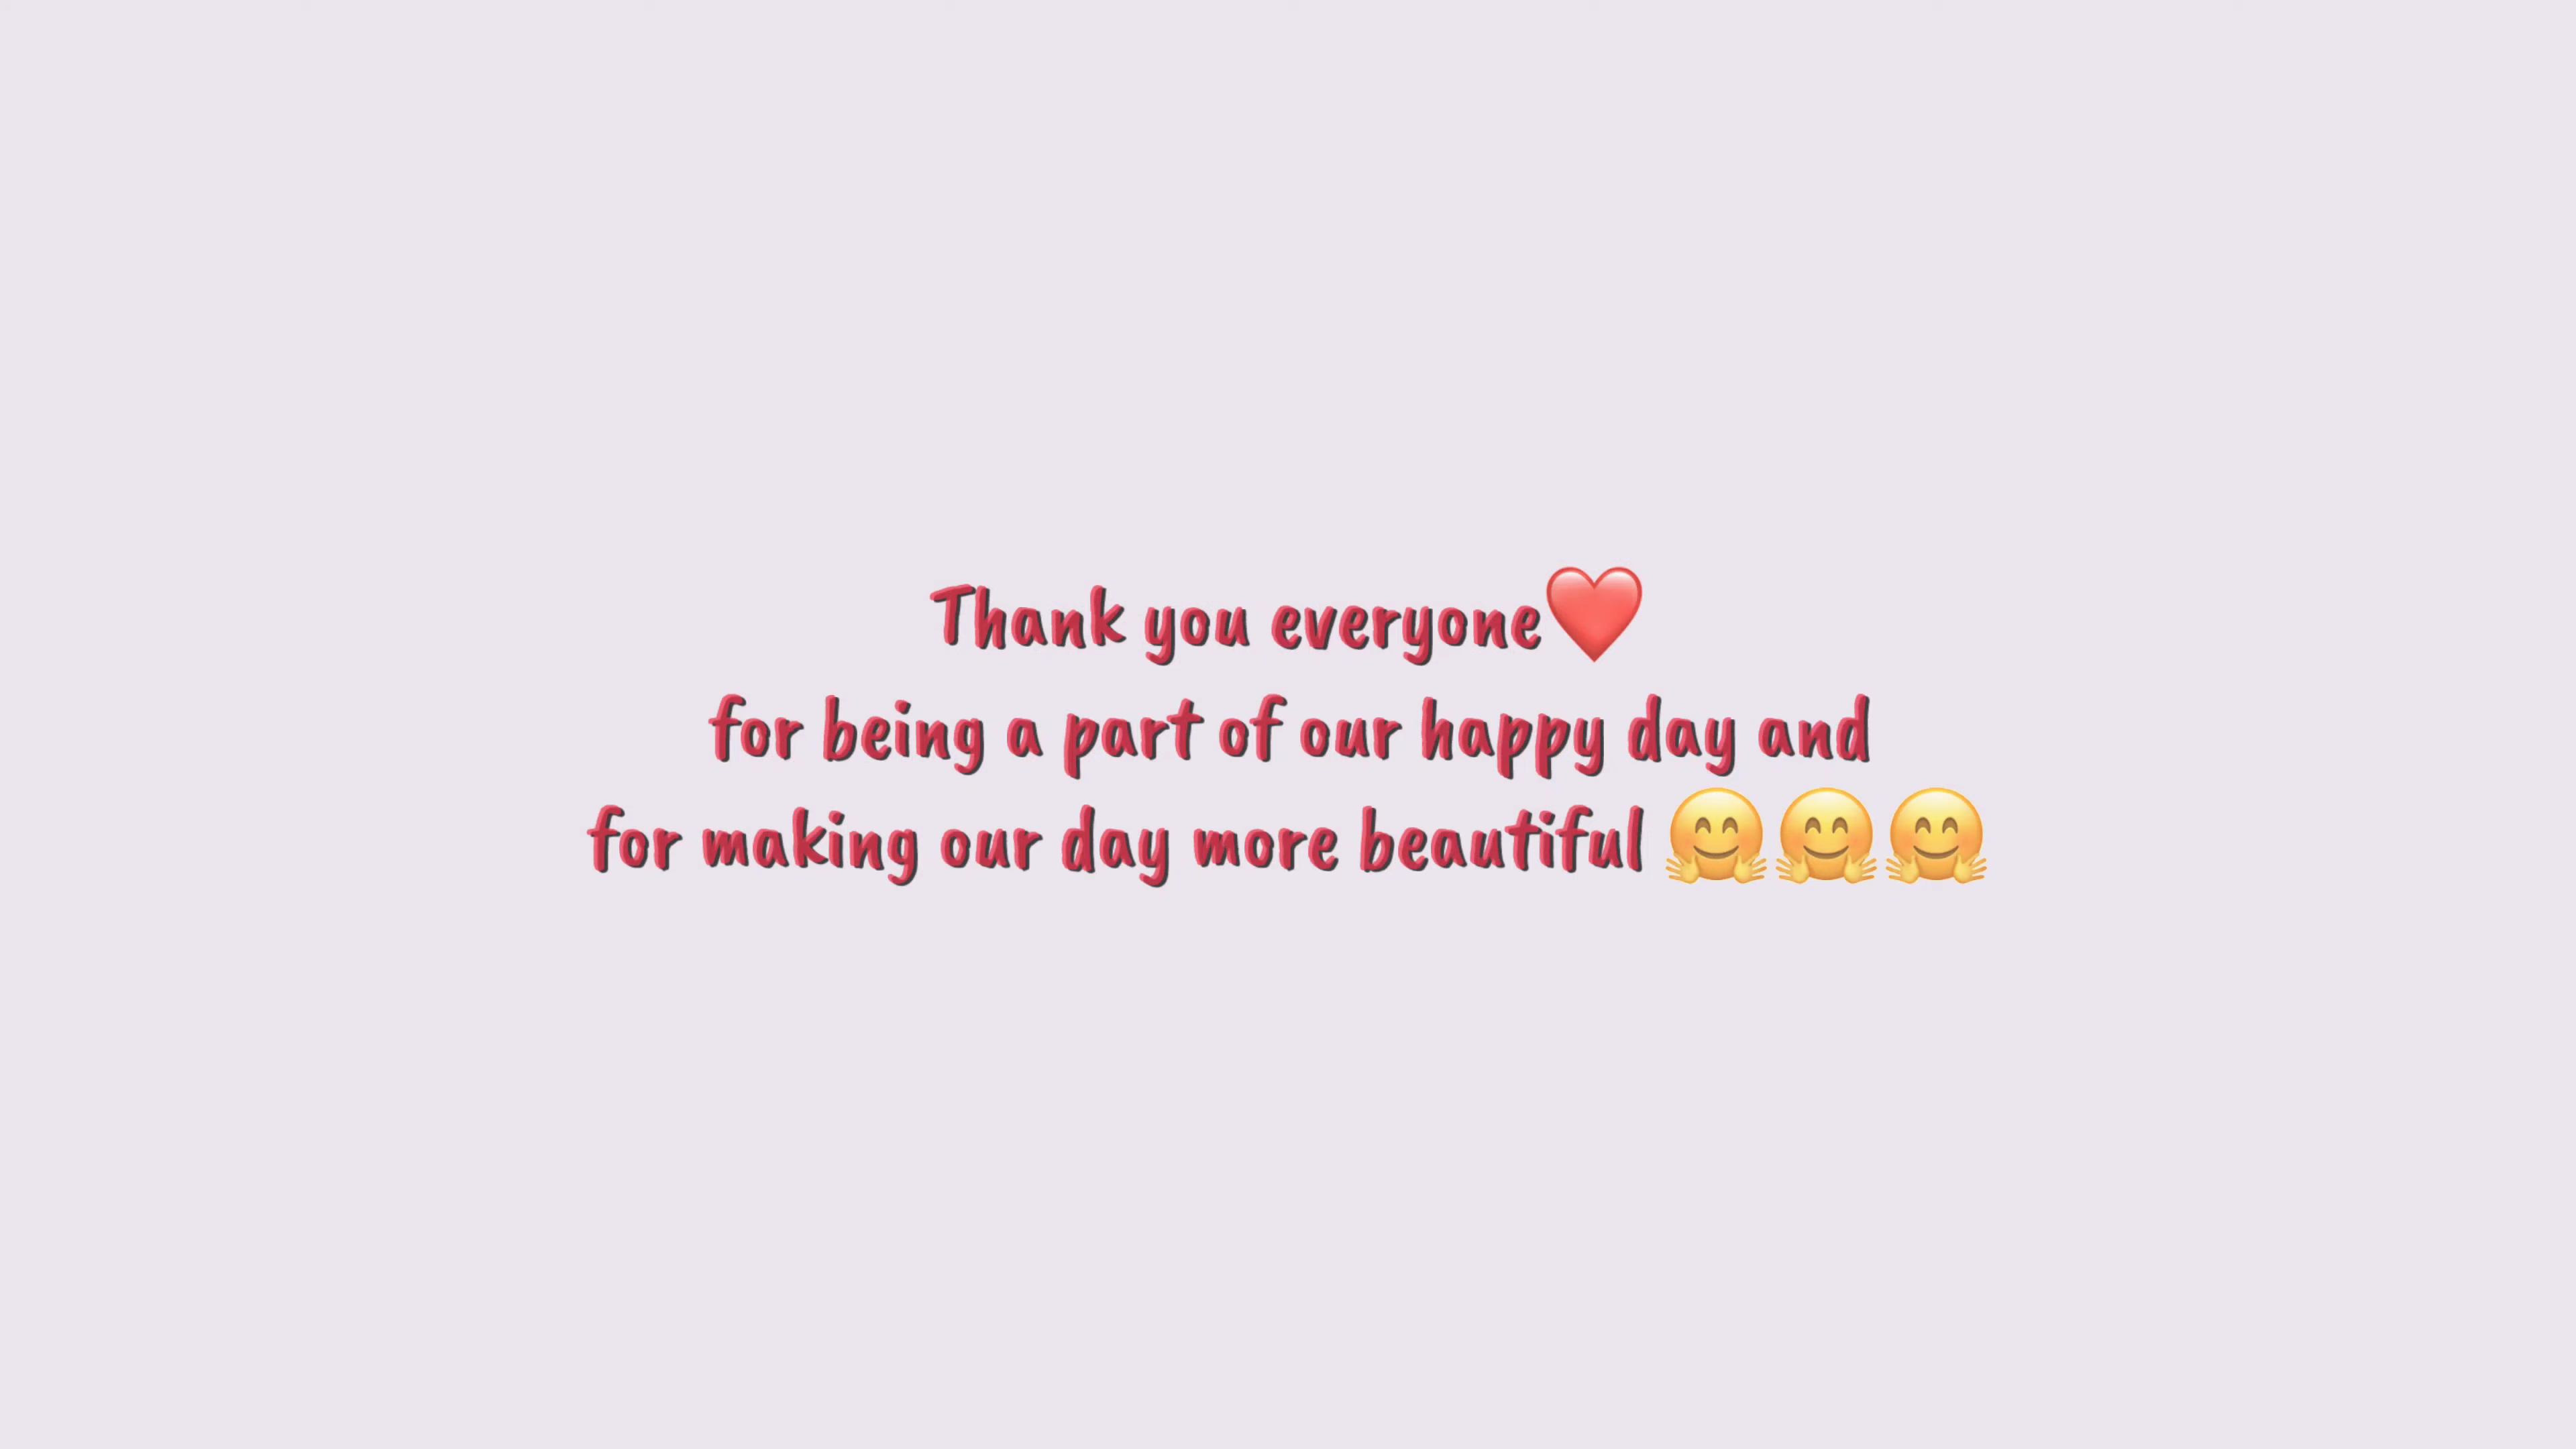 Thank you everyone❤️
for being a part of our happy day and
for making our day more beautiful 🤗🤗🤗